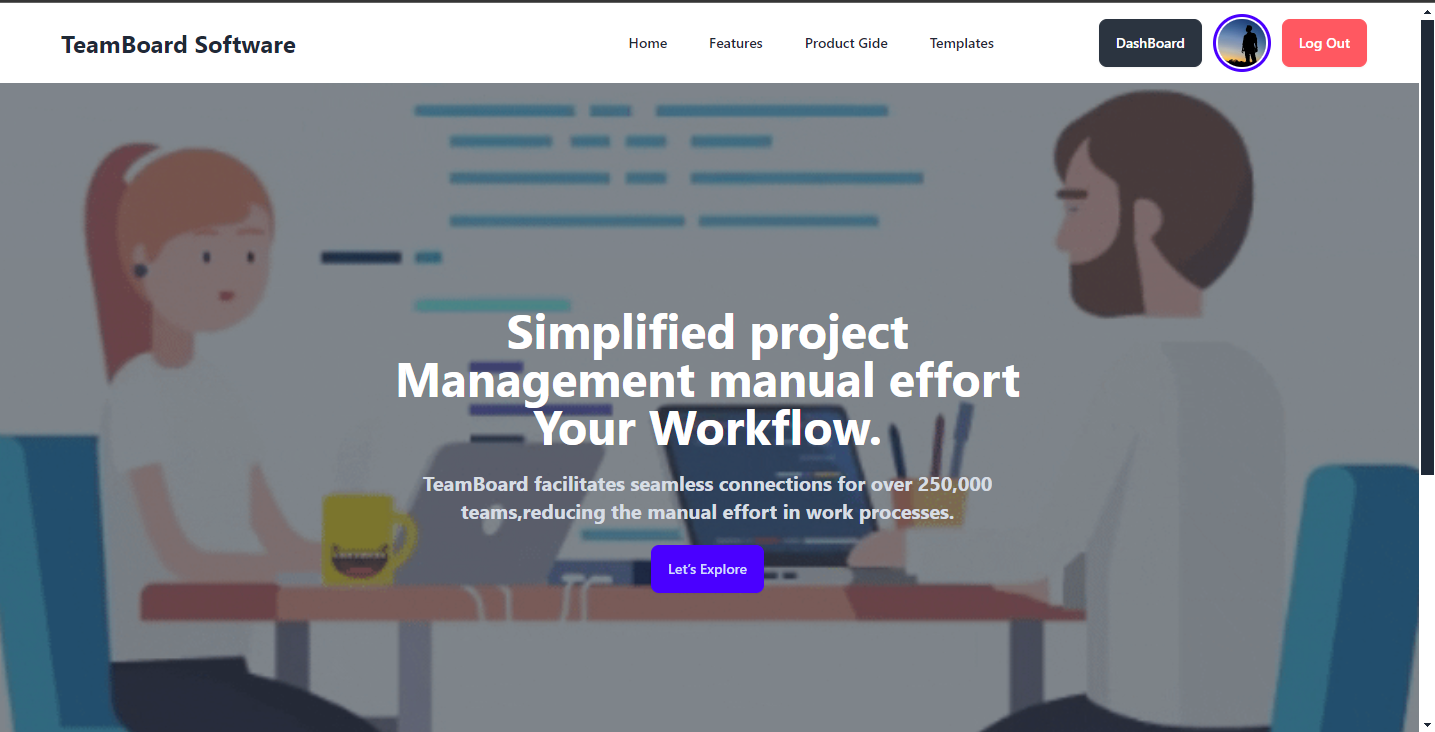 TeamBoard Software
Home Features Product Gide Templates
DashBoard
Log Out
Simplified project
Management manual effort
Your Workflow.
TeamBoard facilitates seamless connections for over 250,000
teams,reducing the manual effort in work processes.
Let's Explore